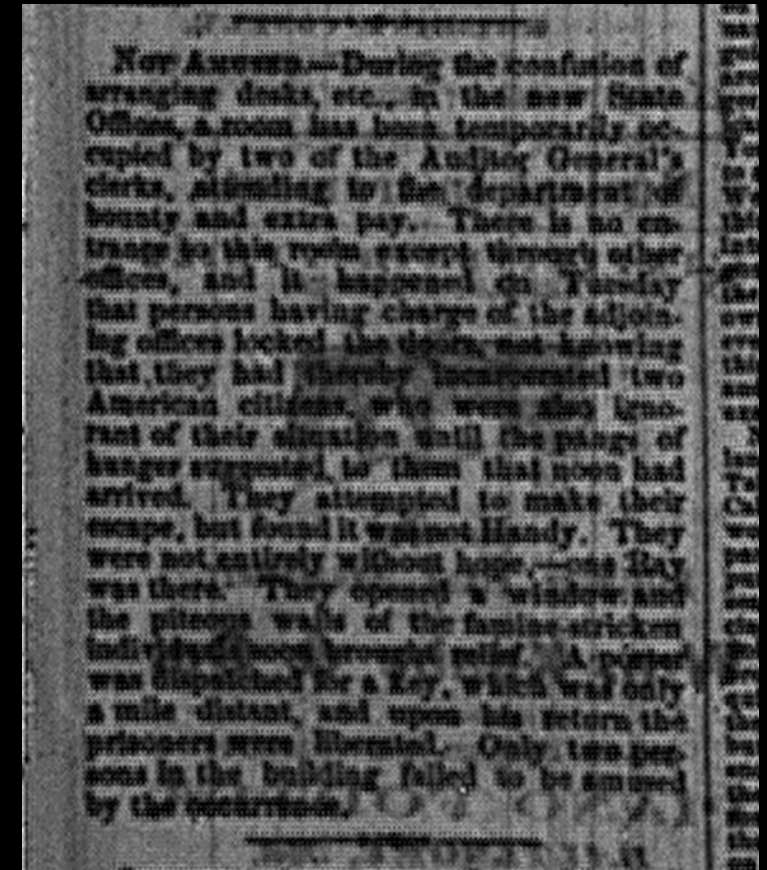 Not Amused.—During the confusion of
arranging desks, etc., in the new State
Offices, a room has been temporarily oc-
cupied by two of the Auditor General's
clerks, attending to the department of
bounty and extra pay. There is no en-
trance to this room except through other
offices, and it happened on Tuesday
that persons having charge of the adjoin-
ing offices locked the doors, not knowing
that they had thereby incarcerated two
American citizens, who were also igno-
rant of their situation until the pangs of
hunger suggested to them that noon had
arrived. They attempted to make their
escape, but found it was not Handy. They
were not entirely without hope,—one Ray
was there. They opened a window and
the piteous wails of the famine-stricken
individuals soon brought relief. A
was dispatched for a key, which was only
a mile distant, and upon his return the
prisoners were liberated. Only two per-
sons in the building failed to be amused
by the occurrence.